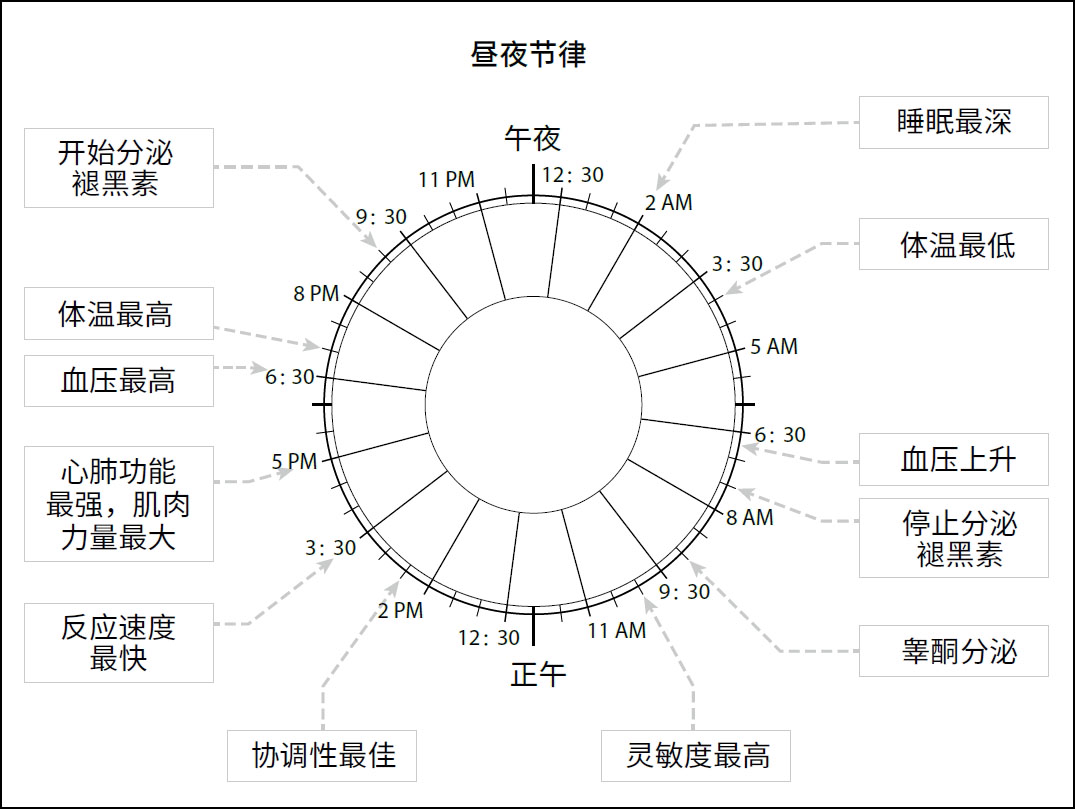 昼夜节律
午夜
12: 30
2 AM
3: 30
5 AM
6: 30
8 AM
9: 30
11 AM
正午
12: 30
2 PM
3: 30
5 PM
6: 30
8 PM
9: 30
11 PM
睡眠最深
体温最低
血压上升
停止分泌
褪黑素
睾酮分泌
灵敏度最高
协调性最佳
反应速度
最快
心肺功能
最强，肌肉
力量最大
血压最高
体温最高
开始分泌
褪黑素